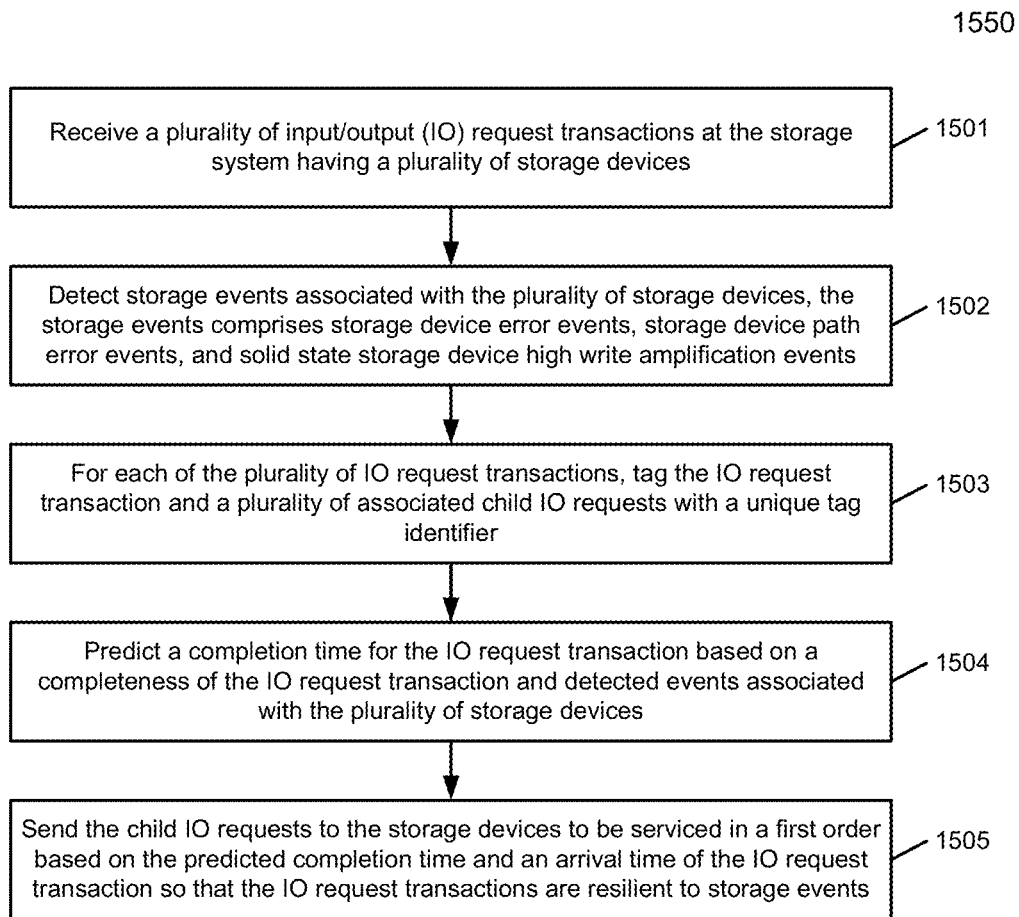 1550
Receive a plurality of input/output (IO) request transactions at the storage
system having a plurality of storage devices
1501
Detect storage events associated with the plurality of storage devices, the
storage events comprises storage device error events, storage device path
error events, and solid state storage device high write amplification events
1502
For each of the plurality of IO request transactions, tag the IO request
transaction and a plurality of associated child IO requests with a unique tag
identifier
1503
Predict a completion time for the IO request transaction based on a
completeness of the IO request transaction and detected events associated
with the plurality of storage devices
1504
Send the child IO requests to the storage devices to be serviced in a first order
based on the predicted completion time and an arrival time of the IO request
transaction so that the IO request transactions are resilient to storage events
1505